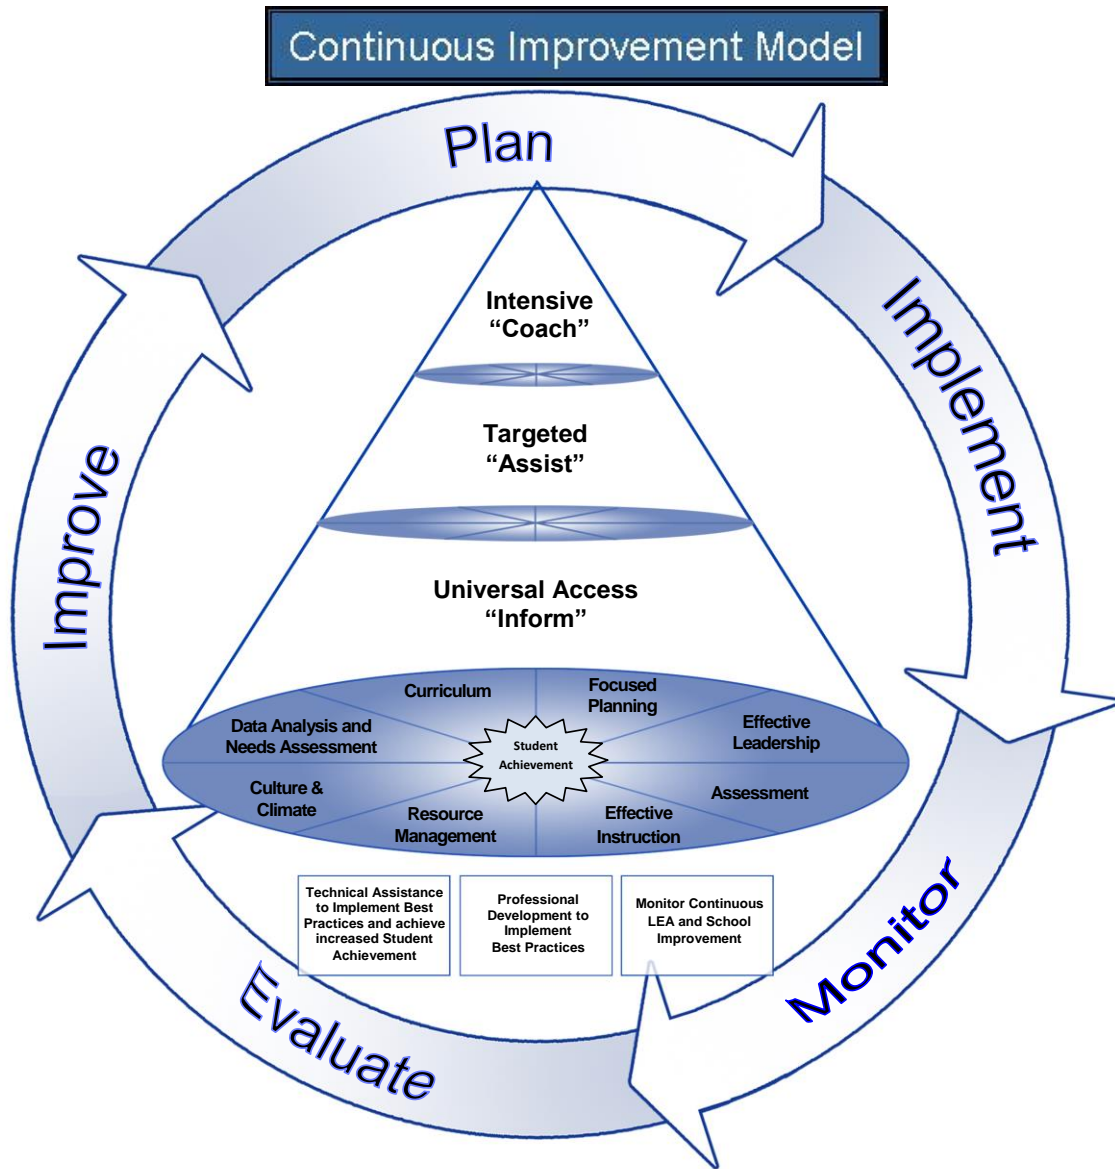 Continuous Improvement Model
Plan
Implement
Monitor
Evaluate
Improve
Intensive
“Coach”
Targeted
“Assist”
Universal Access
“Inform”
Curriculum
Focused
Planning
Data Analysis and
Needs Assessment
Effective
Leadership
Student
Achievement
Culture &
Climate
Assessment
Resource
Management
Effective
Instruction
Technical Assistance
to Implement Best
Practices and achieve
increased Student
Achievement
Professional
Development to
Implement
Best Practices
Monitor Continuous
LEA and School
Improvement